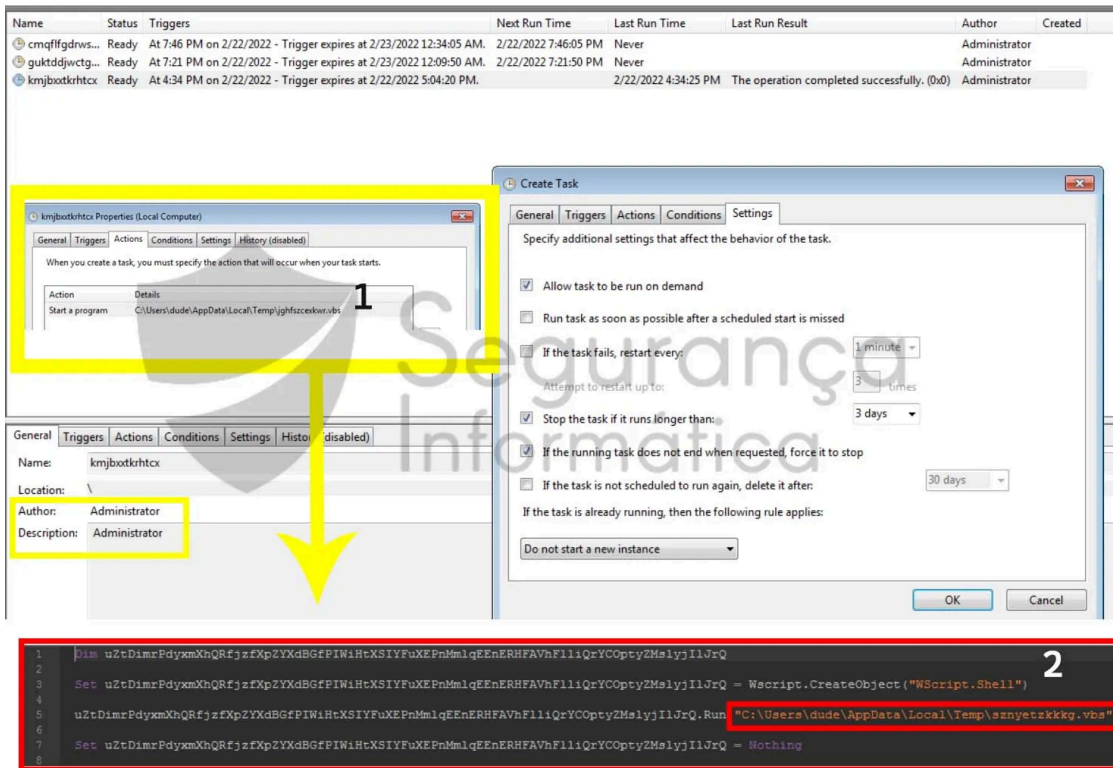 Name Status Triggers Next Run Time Last Run Time Last Run Result Author Created
cmqflfgdrws... Ready At 7:46 PM on 2/22/2022 - Trigger expires at 2/23/2022 12:34:05 AM. 2/22/2022 7:46:05 PM Never Administrator
guktddjwctg... Ready At 7:21 PM on 2/22/2022 - Trigger expires at 2/23/2022 12:09:50 AM. 2/22/2022 7:21:50 PM Never Administrator
kmjbxxtkrhtcx Ready At 4:34 PM on 2/22/2022 - Trigger expires at 2/22/2022 5:04:20 PM. 2/22/2022 4:34:25 PM The operation completed successfully. (0x0) Administrator
kmjbxxtkrhtcx Properties (Local Computer)
General Triggers Actions Conditions Settings History (disabled)
When you create a task, you must specify the action that will occur when your task starts.
Action Details
Start a program C:\Users\dude\AppData\Local\Temp\jghfszcexkwr.vbs
1
Create Task
General Triggers Actions Conditions Settings
Specify additional settings that affect the behavior of the task.
Allow task to be run on demand
Run task as soon as possible after a scheduled start is missed
If the task fails, restart every: 1 minute
Attempt to restart up to: 3 times
Stop the task if it runs longer than: 3 days
If the running task does not end when requested, force it to stop
If the task is not scheduled to run again, delete it after: 30 days
If the task is already running, then the following rule applies:
Do not start a new instance
OK Cancel
Segurança
Informática
General Triggers Actions Conditions Settings History (disabled)
Name: kmjbxxtkrhtcx
Location: \
Author: Administrator
Description: Administrator
2
1 Dim
2
3 Set = Wscript.CreateObject("WScript.Shell")
4
5 .Run "C:\Users\dude\AppData\Local\Temp\sznyetzkkkg.vbs"
6
7 Set = Nothing
8